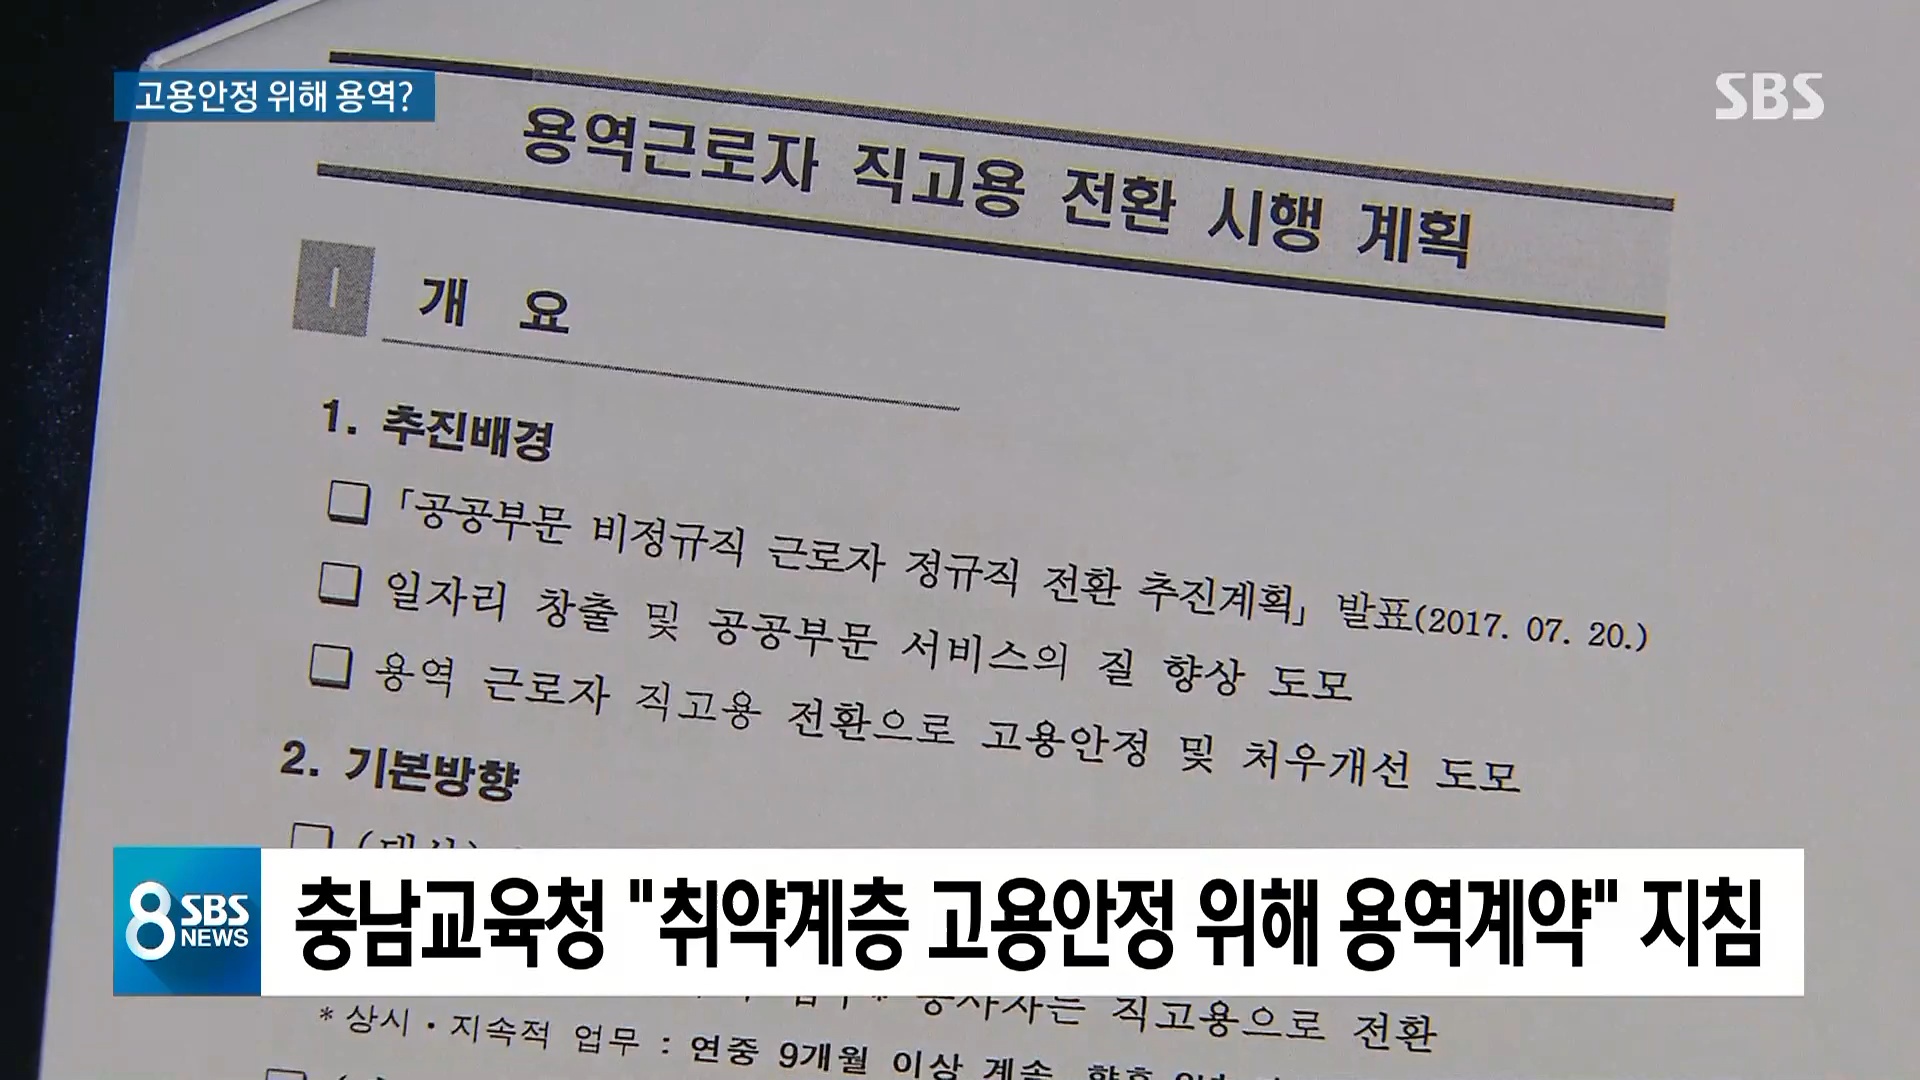 고용안정 위해 용역?
SBS
용역근로자 직고용 전환 시행 계획
I 개 요
1. 추진배경
❏ 「공공부문 비정규직 근로자 정규직 전환 추진계획」 발표(2017. 07. 20.)
❏ 일자리 창출 및 공공부문 서비스의 질 향상 도모
❏ 용역 근로자 직고용 전환으로 고용안정 및 처우개선 도모
2. 기본방향
8 SBS NEWS
충남교육청 "취약계층 고용안정 위해 용역계약" 지침
직고용으로 전환
* 상시·지속적 업무 : 연중 9개월 이상 계속